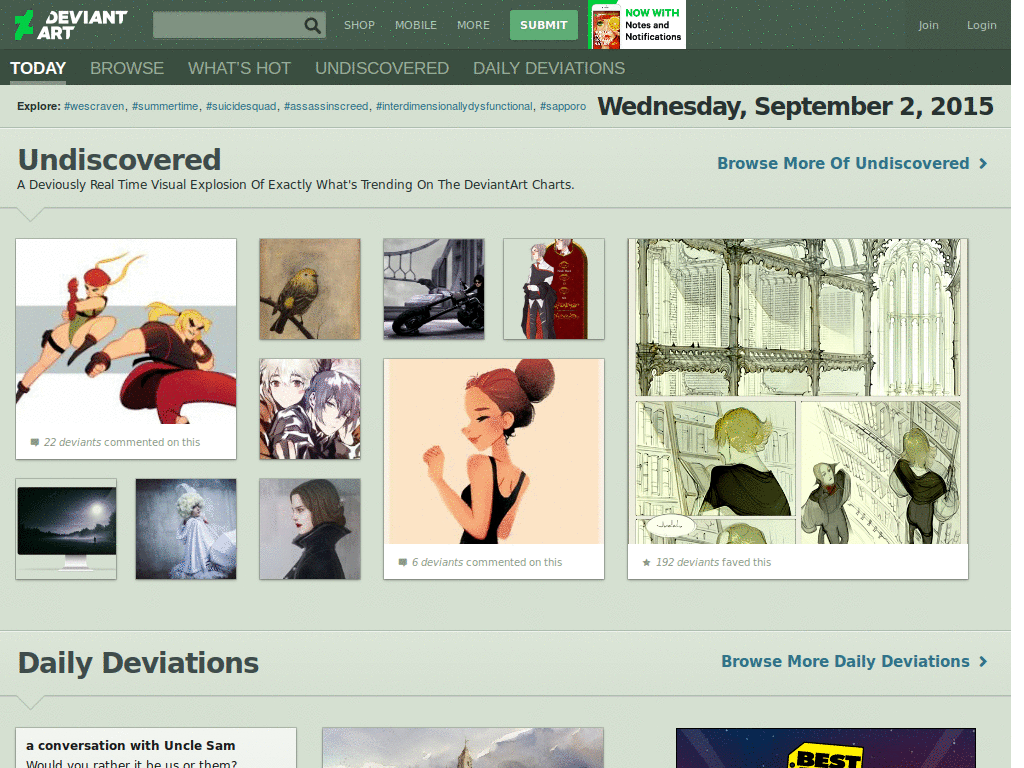 DEVIANT ART
SHOP MOBILE MORE SUBMIT
NOW WITH
Notes and
Notifications
Join Login
TODAY BROWSE WHAT'S HOT UNDISCOVERED DAILY DEVIATIONS
Explore: #wescraven, #summertime, #suicidesquad, #assassinscreed, #interdimensionallydysfunctional, #sapporo
Wednesday, September 2, 2015
Undiscovered
Browse More Of Undiscovered
A Deviously Real Time Visual Explosion Of Exactly What's Trending On The DeviantArt Charts.
22 deviants commented on this
6 deviants commented on this
192 deviants faved this
Daily Deviations
Browse More Daily Deviations
a conversation with Uncle Sam
Would you rather it be us or them?
BEST